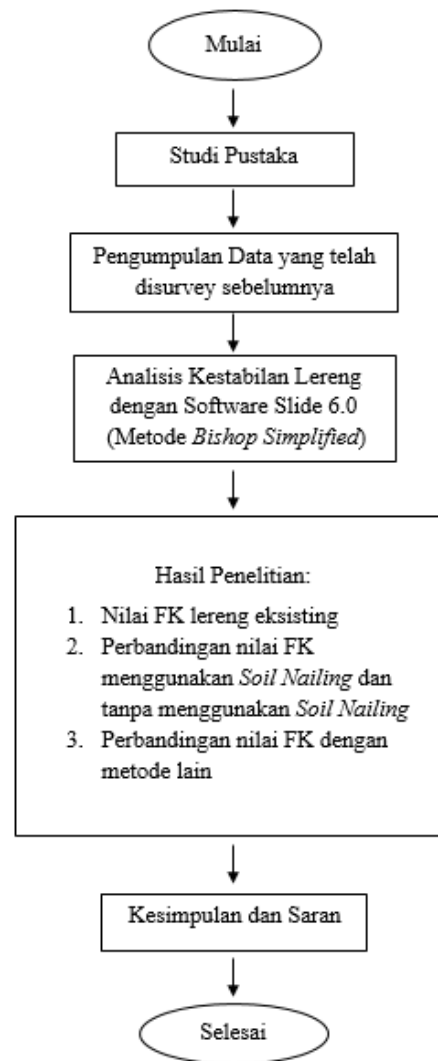 Mulai
Studi Pustaka
Pengumpulan Data yang telah
disurvey sebelumnya
Analisis Kestabilan Lereng
dengan Software Slide 6.0
(Metode Bishop Simplified)
Hasil Penelitian:
1. Nilai FK lereng eksisting
2. Perbandingan nilai FK
menggunakan Soil Nailing dan
tanpa menggunakan Soil Nailing
3. Perbandingan nilai FK dengan
metode lain
Kesimpulan dan Saran
Selesai